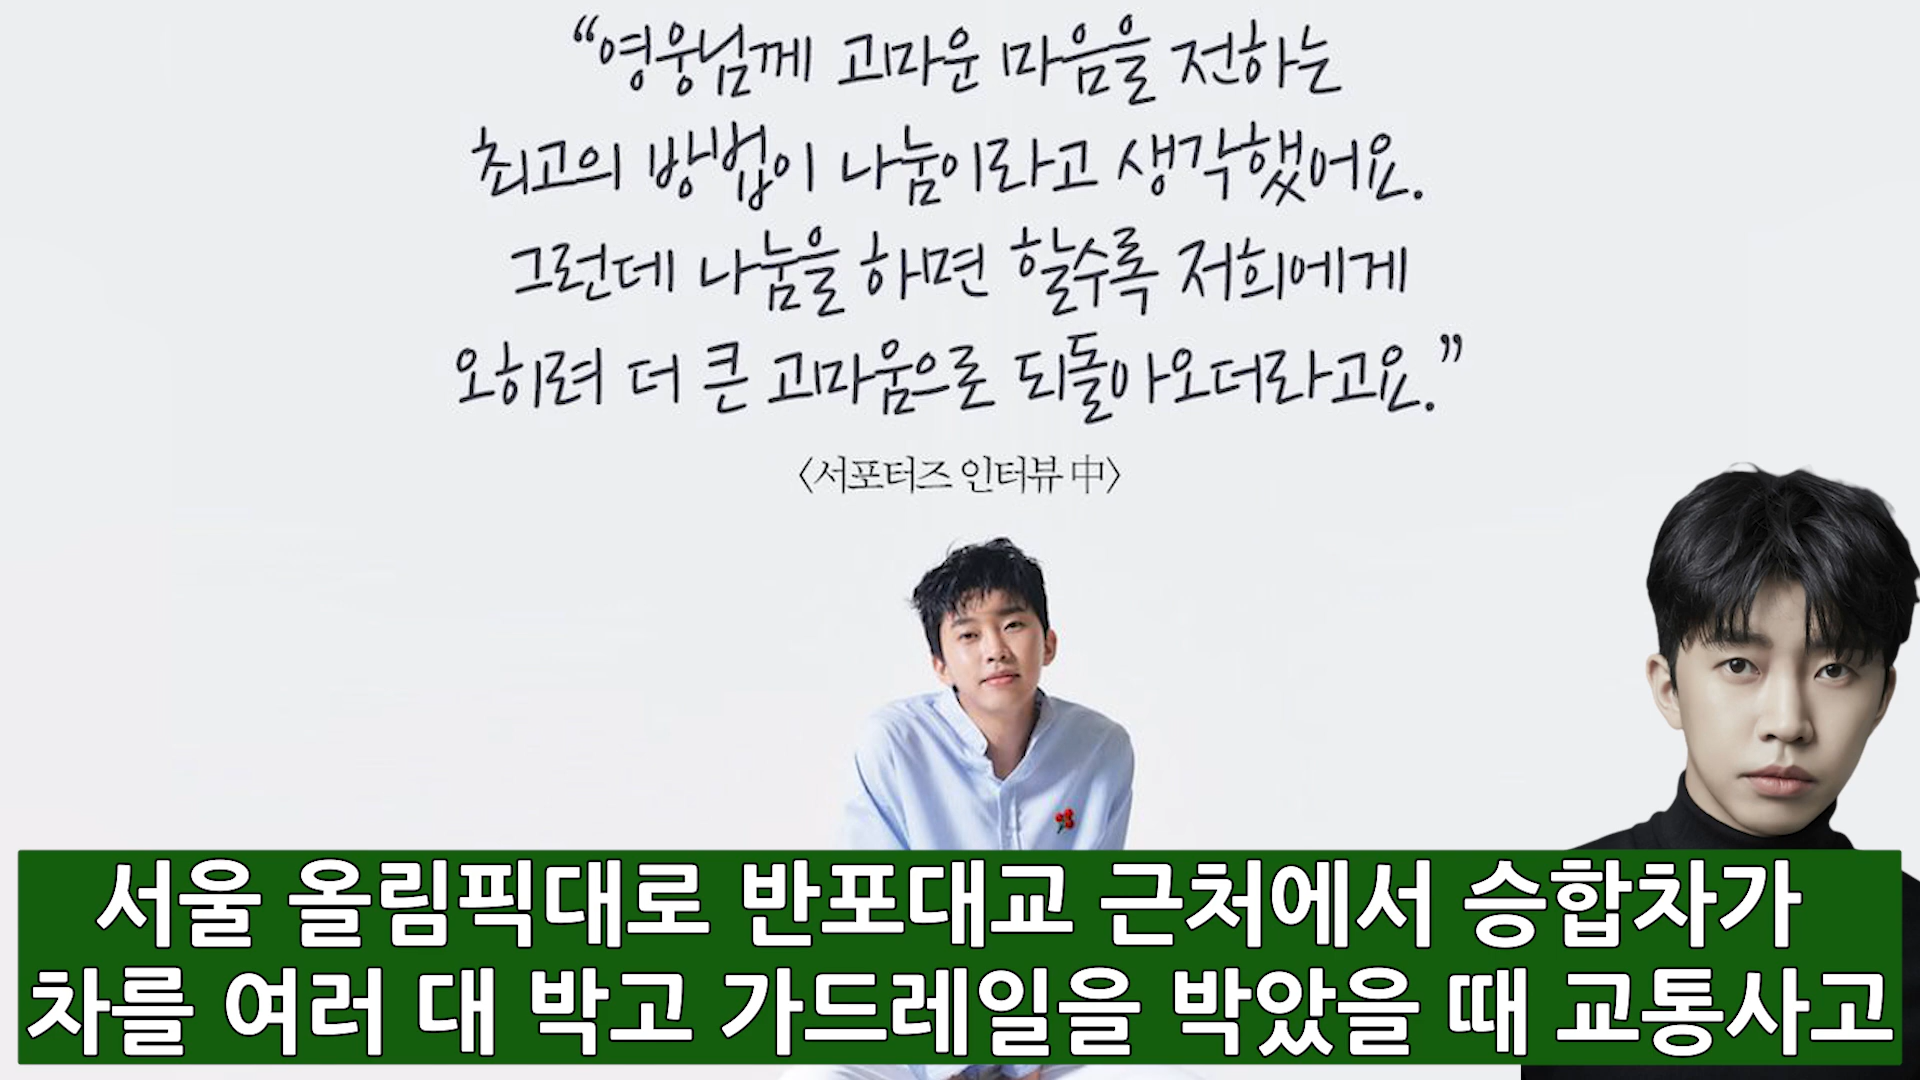 “영웅님께 고마운 마음을 전하는
최고의 방법이 나눔이라고 생각했어요.
그런데 나눔을 하면 할수록 저희에게
오히려 더 큰 고마움으로 되돌아오더라고요.”
〈서포터즈 인터뷰 中〉
서울 올림픽대로 반포대교 근처에서 승합차가
차를 여러 대 박고 가드레일을 박았을 때 교통사고